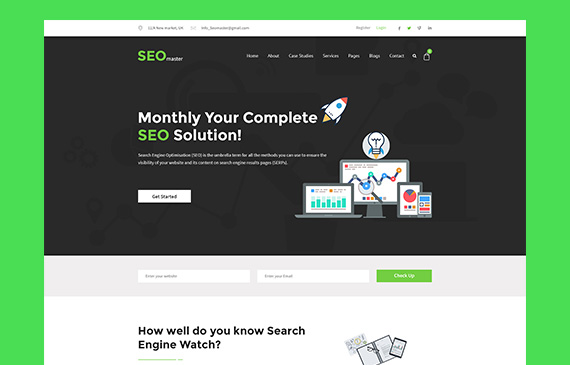 11/8 New market, UK info_Seomaster@gmail.com Register Login
SEO master Home About Case Studies Services Pages Blogs Contact
Monthly Your Complete
SEO Solution!
Search Engine Optimisation (SEO) is the umbrella term for all the methods you can use to ensure the
visibility of your website and its content on search engine results pages (SERPs).
Get Started
Enter your website Enter your Email Check Up
How well do you know Search
Engine Watch?